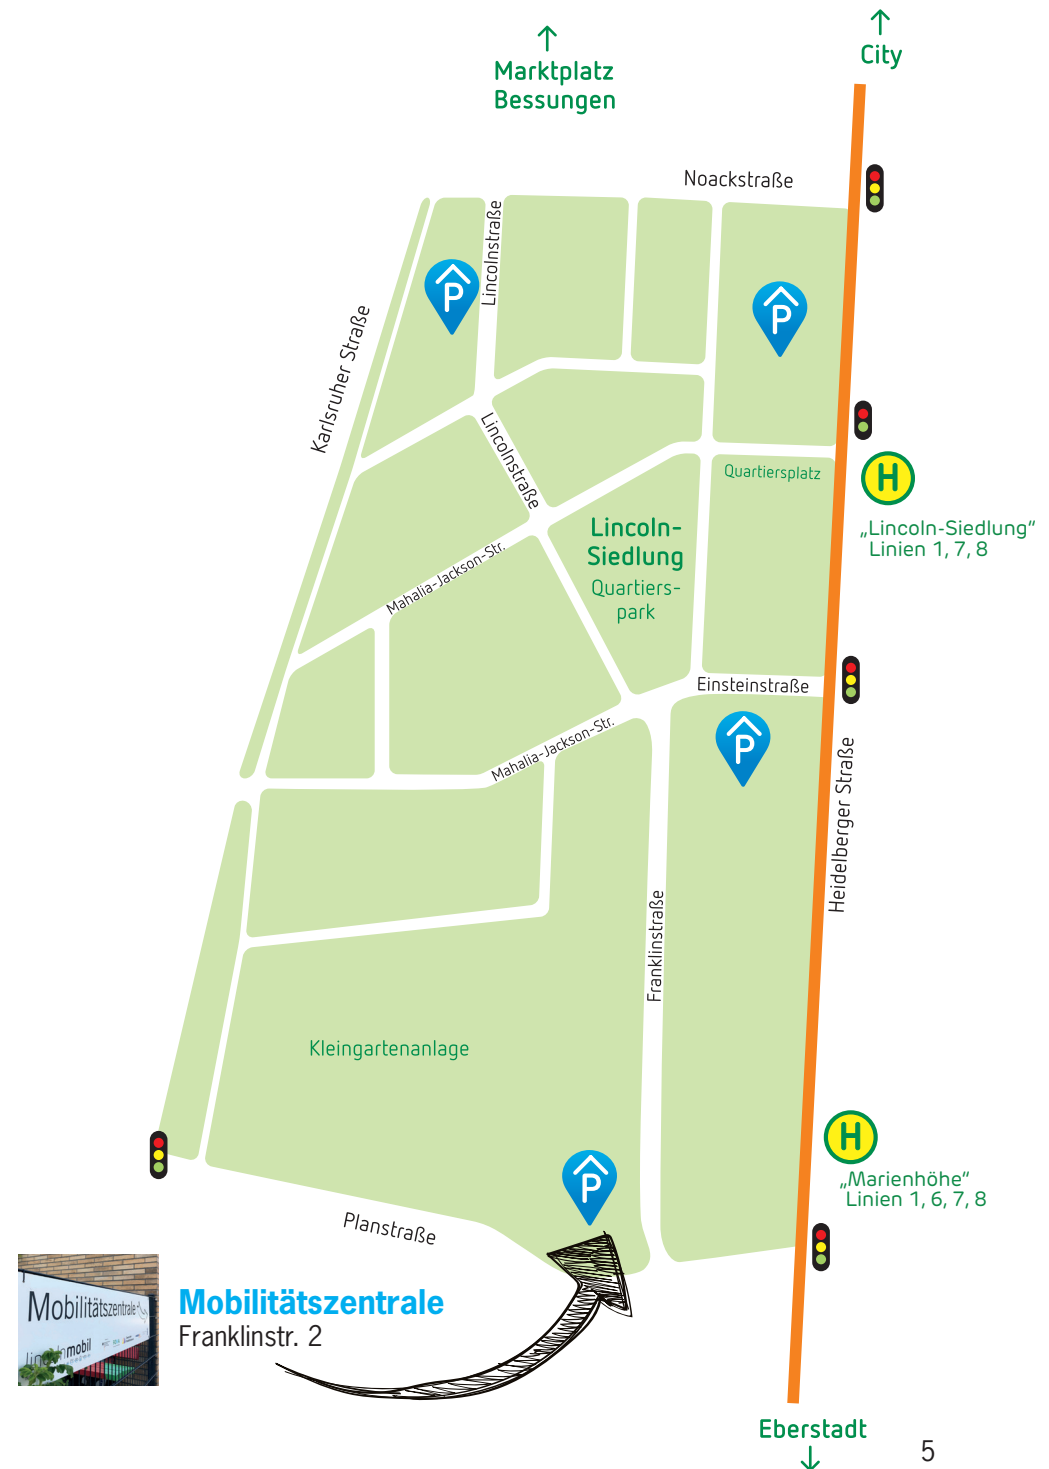 City
Marktplatz
Bessungen
Noackstraße
Lincolnstraße
P
P
Karlsruher Straße
Lincolnstraße
Quartiersplatz
H
„Lincoln-Siedlung“
Linien 1, 7, 8
Lincoln-
Siedlung
Quartiers-
park
Mahalia-Jackson-Str.
Einsteinstraße
Mahalia-Jackson-Str.
P
Heidelberger Straße
Franklinstraße
Kleingartenanlage
H
„Marienhöhe“
Linien 1, 6, 7, 8
P
Planstraße
Mobilitätszentrale
mobil
Mobilitätszentrale
Franklinstr. 2
Eberstadt
5